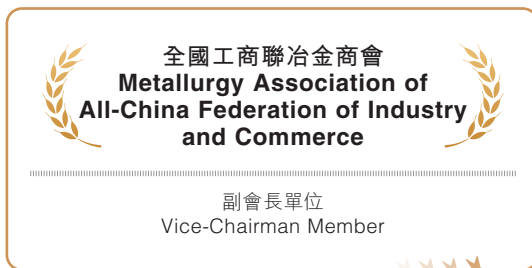 全國工商聯冶金商會
Metallurgy Association of
All-China Federation of Industry
and Commerce
副會長單位
Vice-Chairman Member